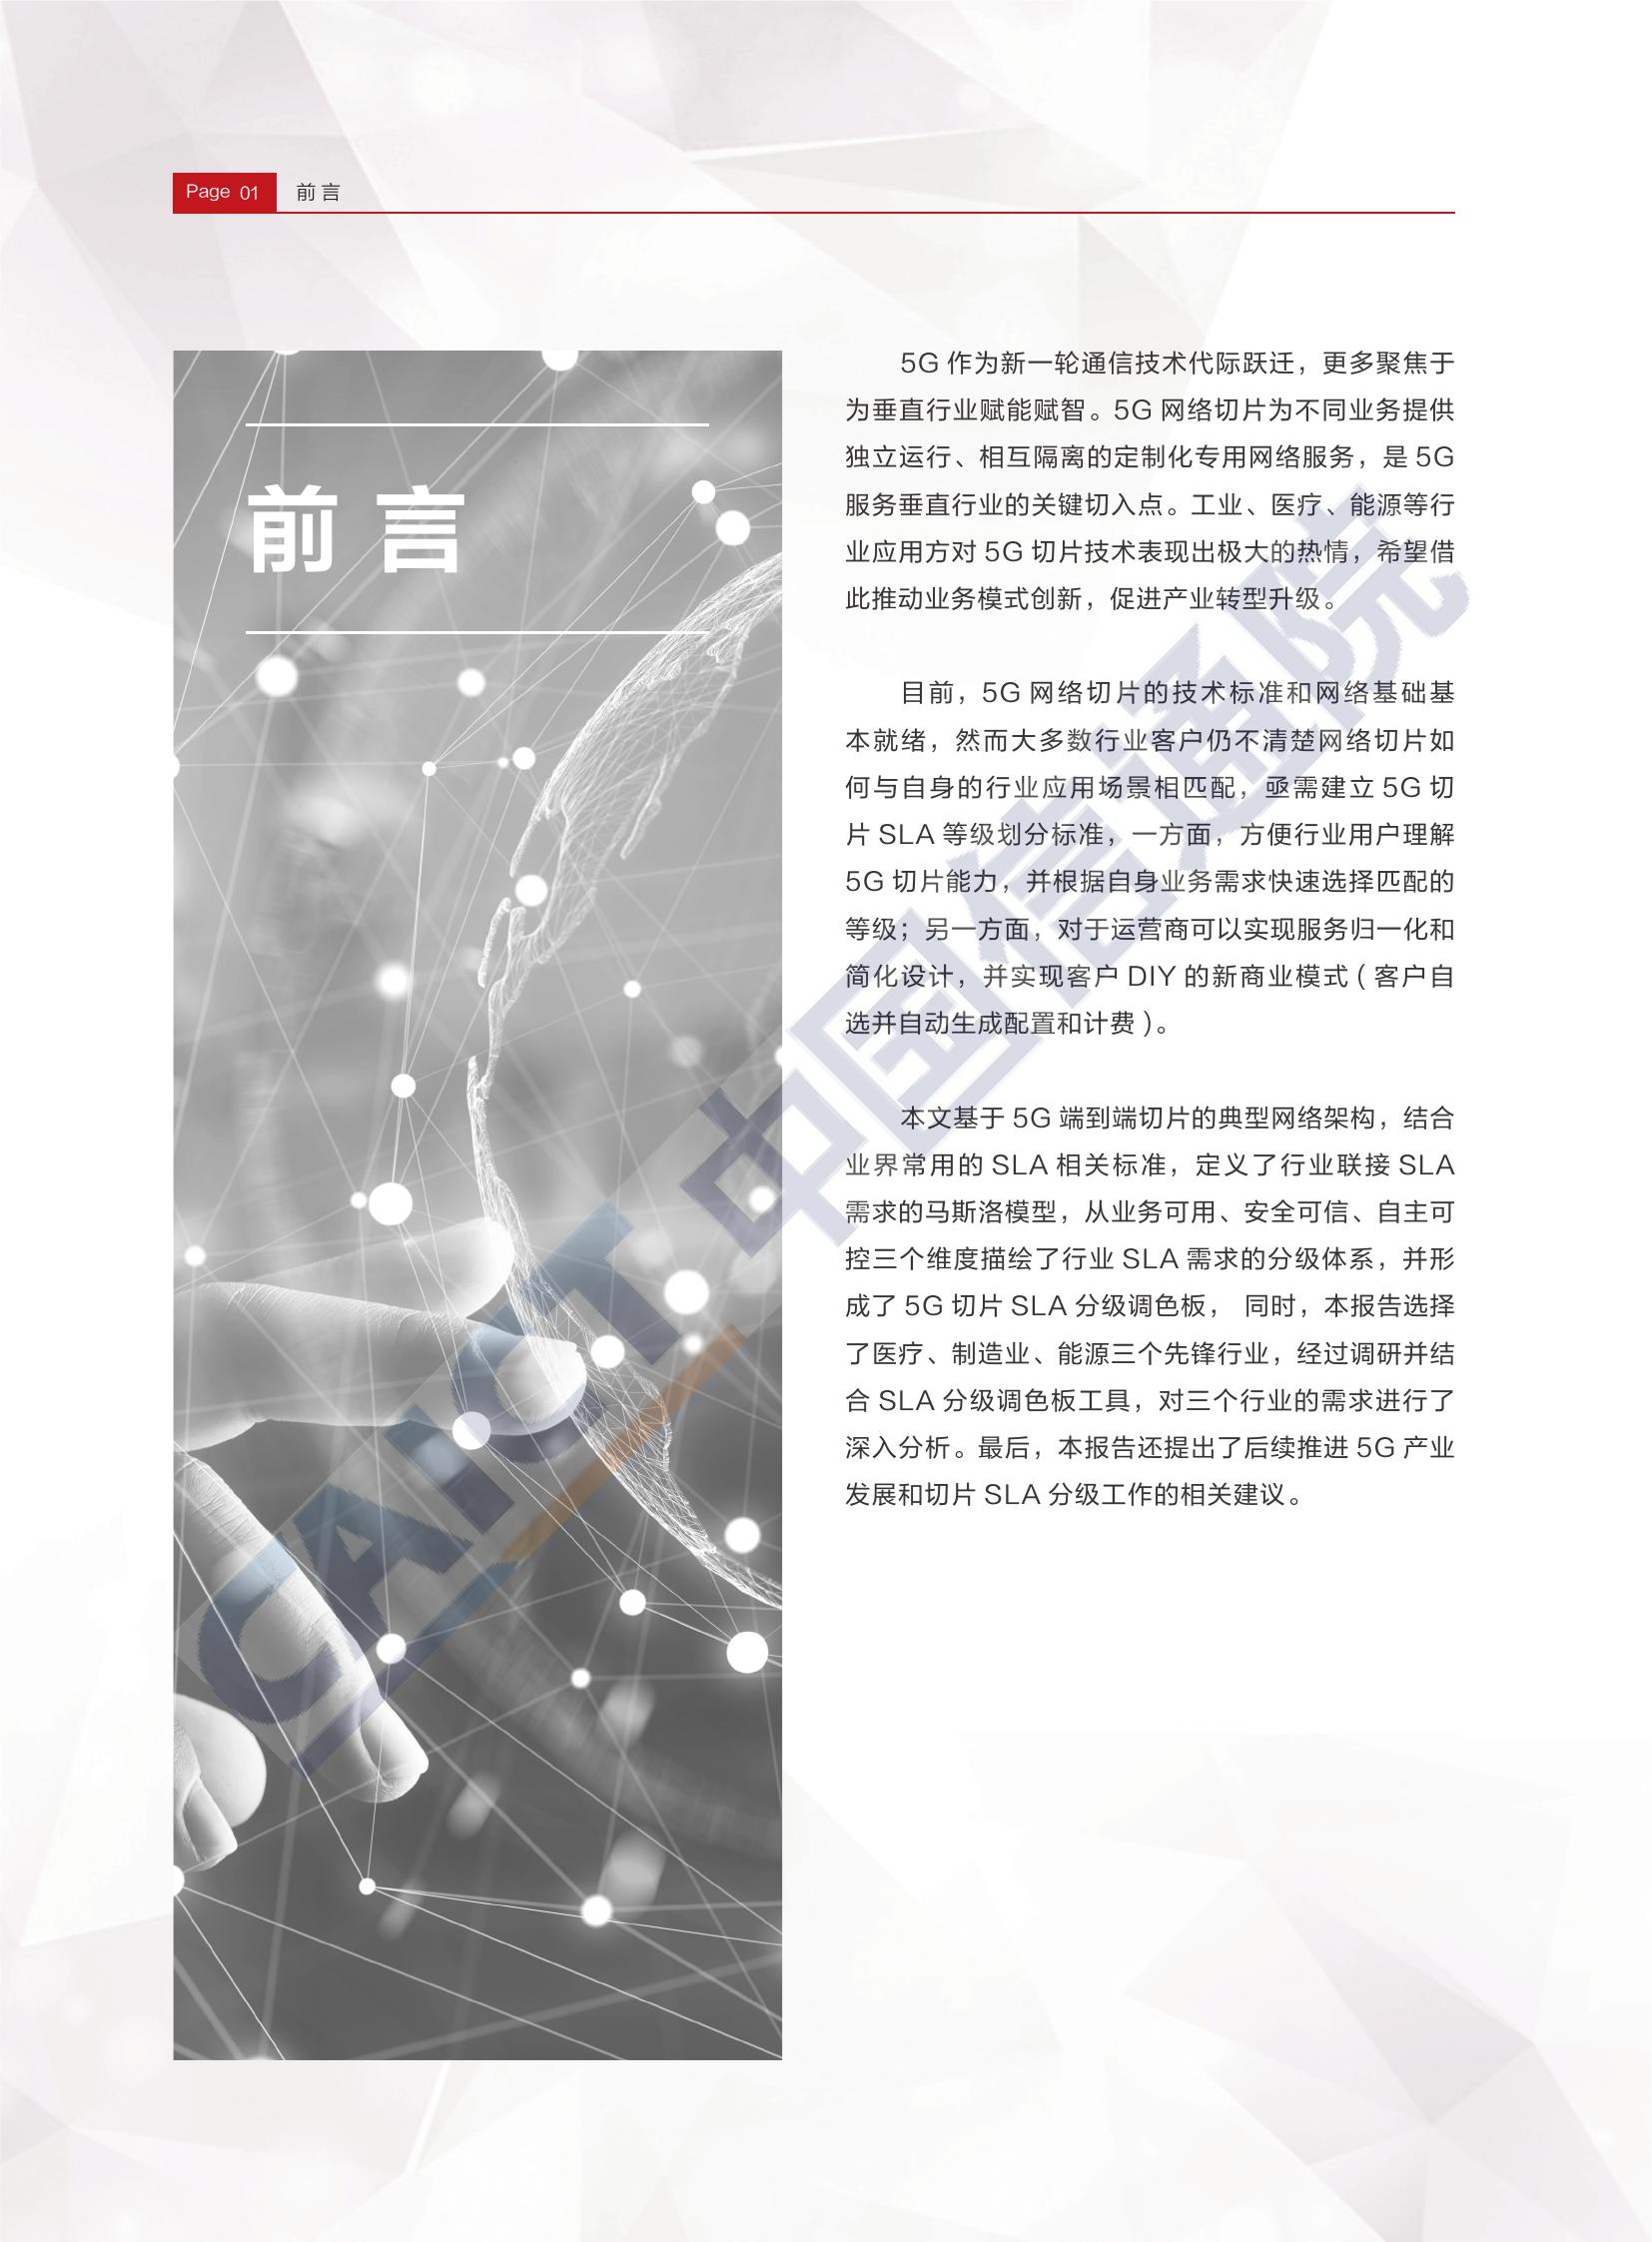 Page 01 前言
前 言
5G 作为新一轮通信技术代际跃迁，更多聚焦于
为垂直行业赋能赋智。5G 网络切片为不同业务提供
独立运行、相互隔离的定制化专用网络服务，是 5G
服务垂直行业的关键切入点。工业、医疗、能源等行
业应用方对 5G 切片技术表现出极大的热情，希望借
此推动业务模式创新，促进产业转型升级。
目前，5G 网络切片的技术标准和网络基础基
本就绪，然而大多数行业客户仍不清楚网络切片如
何与自身的行业应用场景相匹配，亟需建立 5G 切
片 SLA 等级划分标准，一方面，方便行业用户理解
5G 切片能力，并根据自身业务需求快速选择匹配的
等级；另一方面，对于运营商可以实现服务归一化和
简化设计，并实现客户 DIY 的新商业模式 ( 客户自
选并自动生成配置和计费 )。
本文基于 5G 端到端切片的典型网络架构，结合
业界常用的 SLA 相关标准，定义了行业联接 SLA
需求的马斯洛模型，从业务可用、安全可信、自主可
控三个维度描绘了行业 SLA 需求的分级体系，并形
成了 5G 切片 SLA 分级调色板， 同时，本报告选择
了医疗、制造业、能源三个先锋行业，经过调研并结
合 SLA 分级调色板工具，对三个行业的需求进行了
深入分析。最后，本报告还提出了后续推进 5G 产业
发展和切片 SLA 分级工作的相关建议。
CAICT 中国信通院